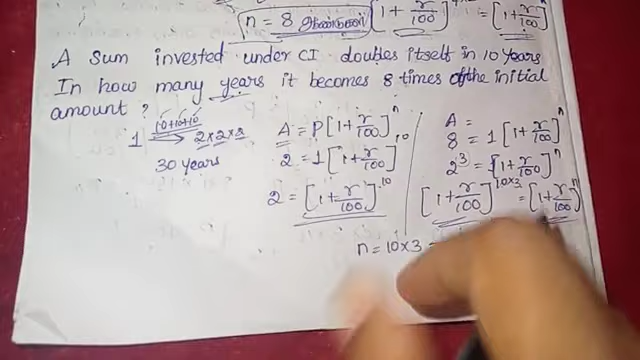 n = 8 ஆண்டுகள் [1 + r/100] = [1+r/100]^n
A sum invested under CI doubles itself in 10 years
In how many years it becomes 8 times of the initial
amount ?
10+10+10
1 → 2×2×2
30 years
A = P[1+r/100]^n
2 = 1[1+r/100]^10
2 = [1+r/100]^10
A =
8 = 1[1+r/100]^n
2^3 = [1+r/100]^n
[1+r/100]^10×3 = [1+r/100]^n
n = 10×3 =